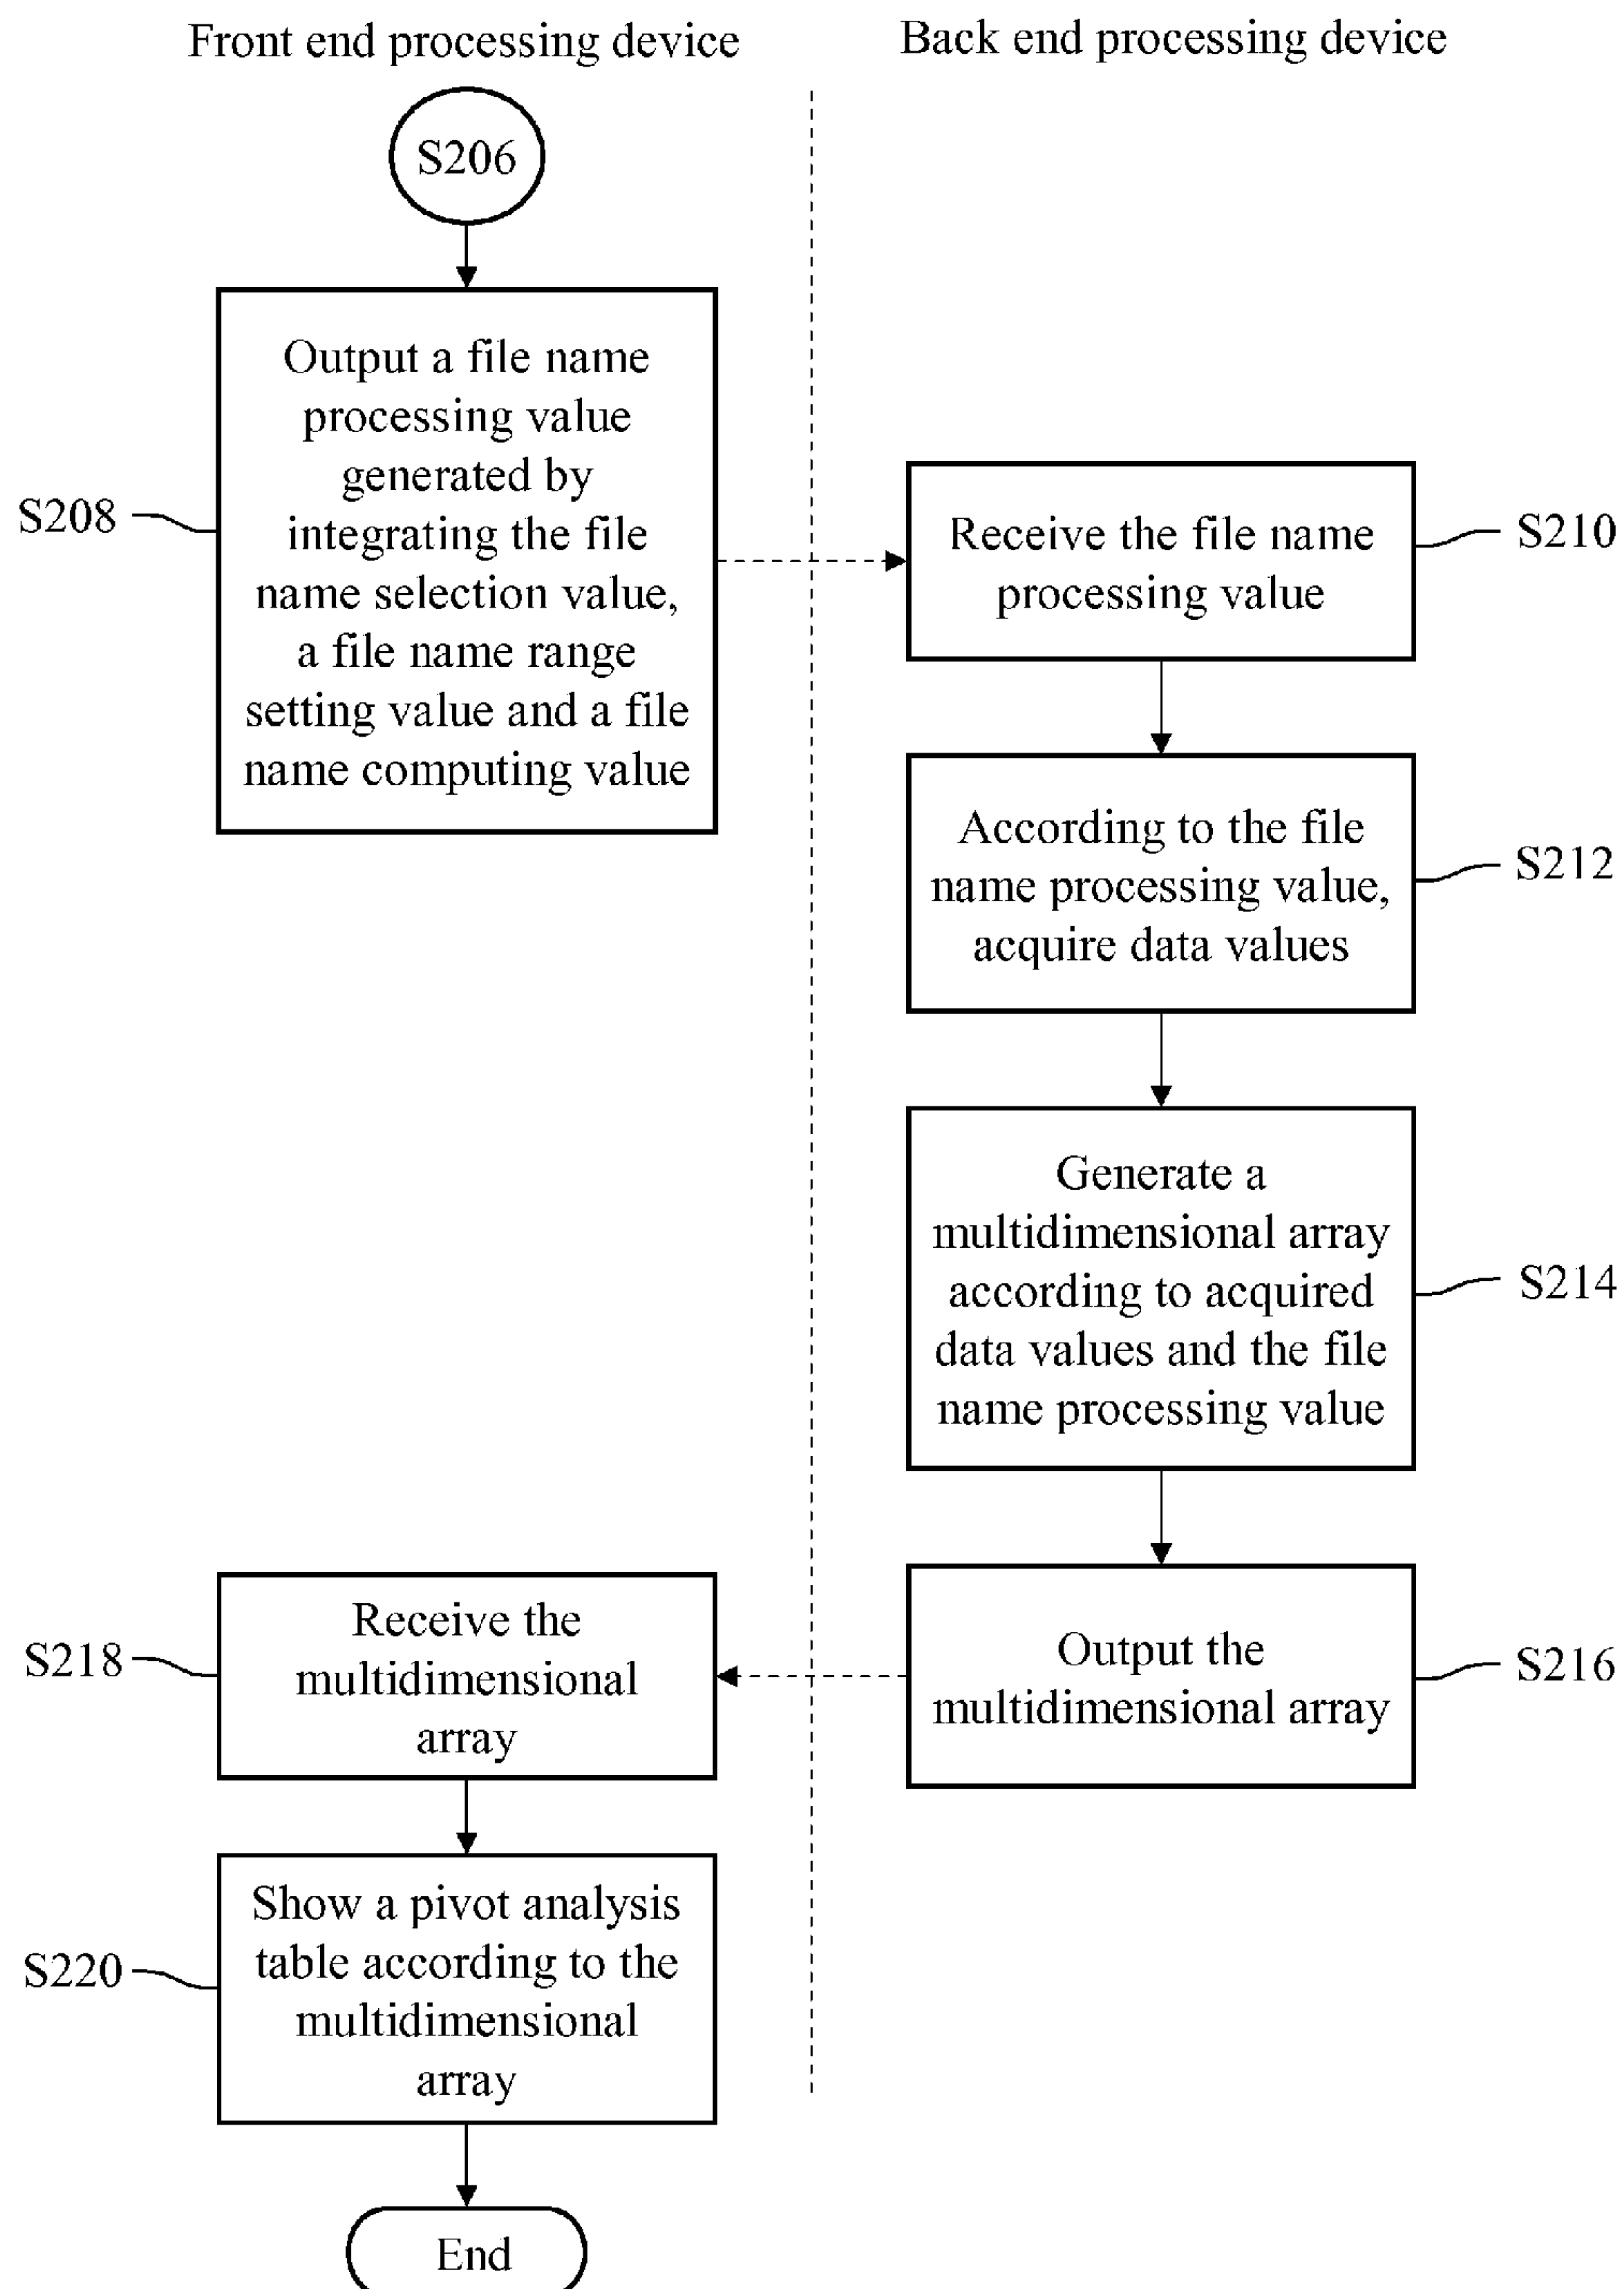 Front end processing device
Back end processing device
S206
S208
Output a file name
processing value
generated by
integrating the file
name selection value,
a file name range
setting value and a file
name computing value
Receive the file name
processing value
S210
According to the file
name processing value,
acquire data values
S212
Generate a
multidimensional array
according to acquired
data values and the file
name processing value
S214
Output the
multidimensional array
S216
S218
Receive the
multidimensional
array
S220
Show a pivot analysis
table according to the
multidimensional
array
End